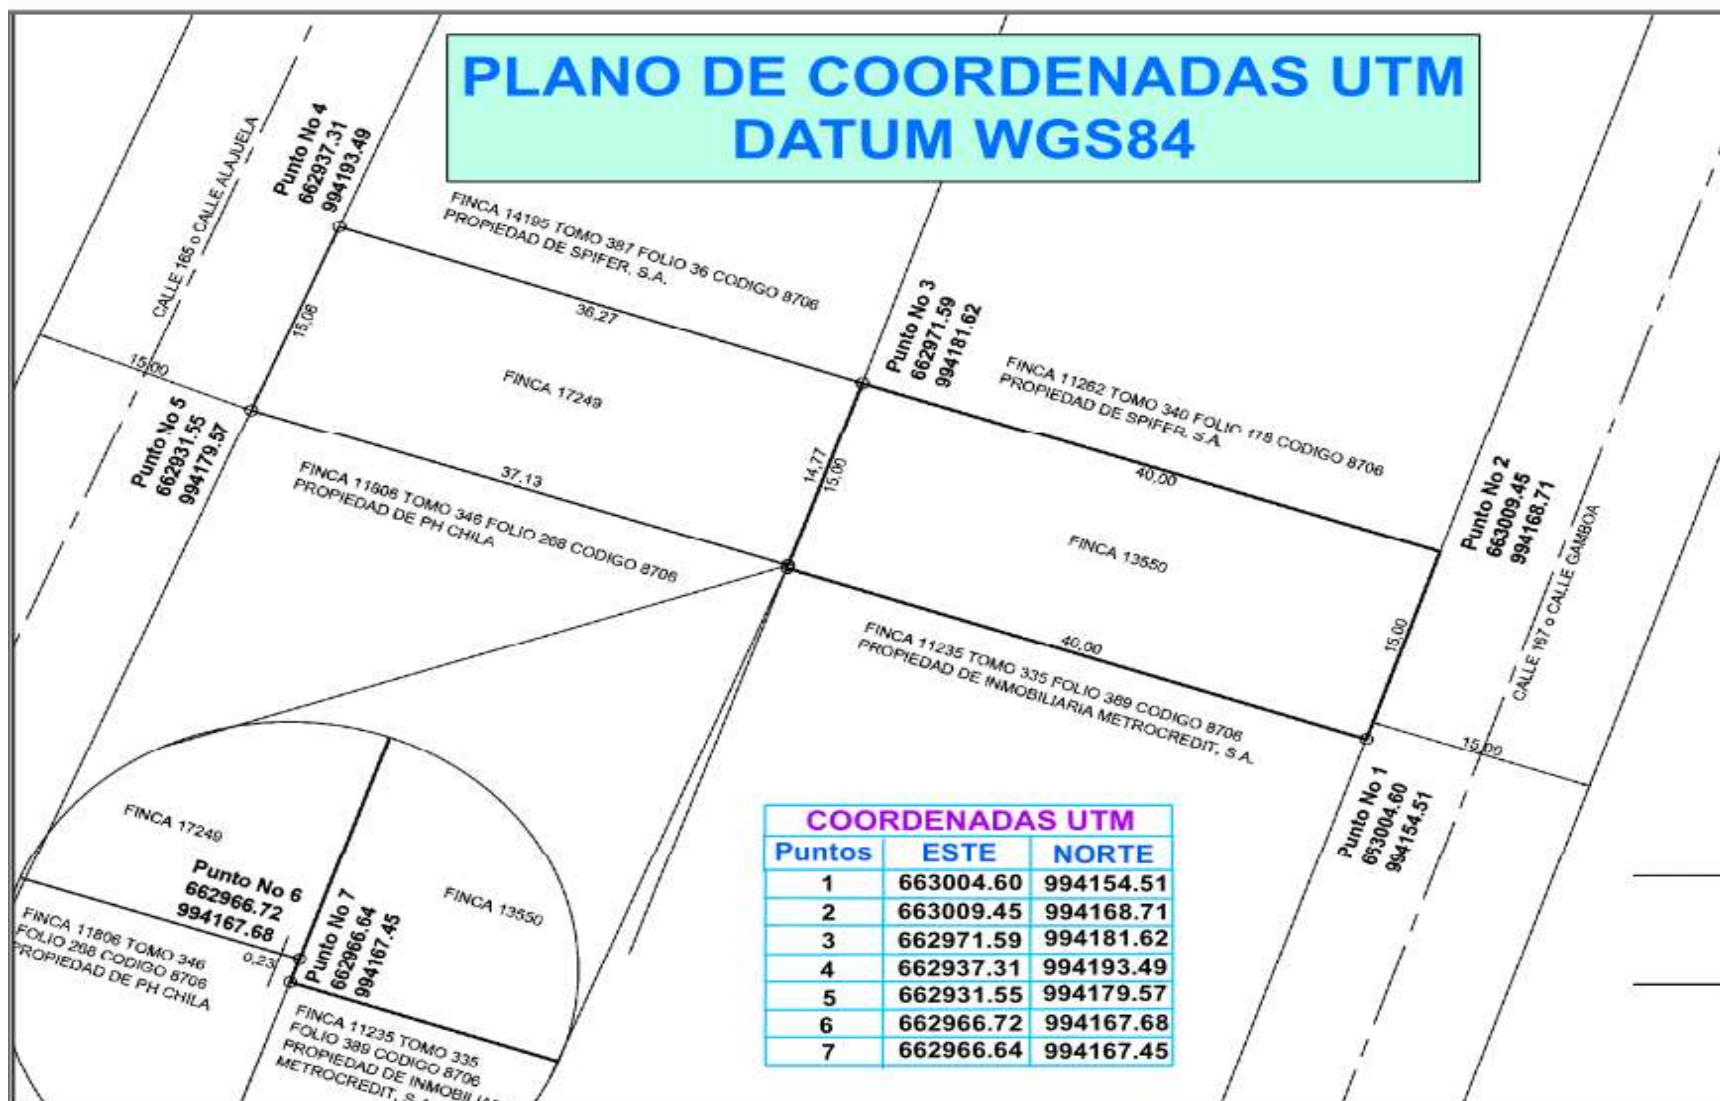 PLANO DE COORDENADAS UTM
DATUM WGS84
CALLE 165 o CALLE ALAJUELA
Punto No 4
662937.31
994193.49
FINCA 14195 TOMO 387 FOLIO 36 CODIGO 8706
PROPIEDAD DE SPIFER, S.A.
36,27
15,06
15,00
FINCA 17249
Punto No 3
662971.59
994181.62
FINCA 11262 TOMO 340 FOLIO 178 CODIGO 8706
PROPIEDAD DE SPIFER, S.A.
Punto No 5
662931.55
994179.57
FINCA 11806 TOMO 346 FOLIO 268 CODIGO 8706
PROPIEDAD DE PH CHILA
37,13
14,77
15,00
40,00
FINCA 13550
Punto No 2
663009.45
994168.71
CALLE 167 o CALLE GAMBOA
15,00
40,00
FINCA 11235 TOMO 335 FOLIO 389 CODIGO 8706
PROPIEDAD DE INMOBILIARIA METROCREDIT, S.A.
15,00
Punto No 1
663004.60
994154.51
FINCA 17249
Punto No 6
662966.72
994167.68
0,23
Punto No 7
662966.64
994167.45
FINCA 13550
FINCA 11806 TOMO 346
FOLIO 268 CODIGO 8706
PROPIEDAD DE PH CHILA
FINCA 11235 TOMO 335
FOLIO 389 CODIGO 8706
PROPIEDAD DE INMOBILIA
METROCREDIT, S.A.
COORDENADAS UTM
Puntos ESTE NORTE
1 663004.60 994154.51
2 663009.45 994168.71
3 662971.59 994181.62
4 662937.31 994193.49
5 662931.55 994179.57
6 662966.72 994167.68
7 662966.64 994167.45